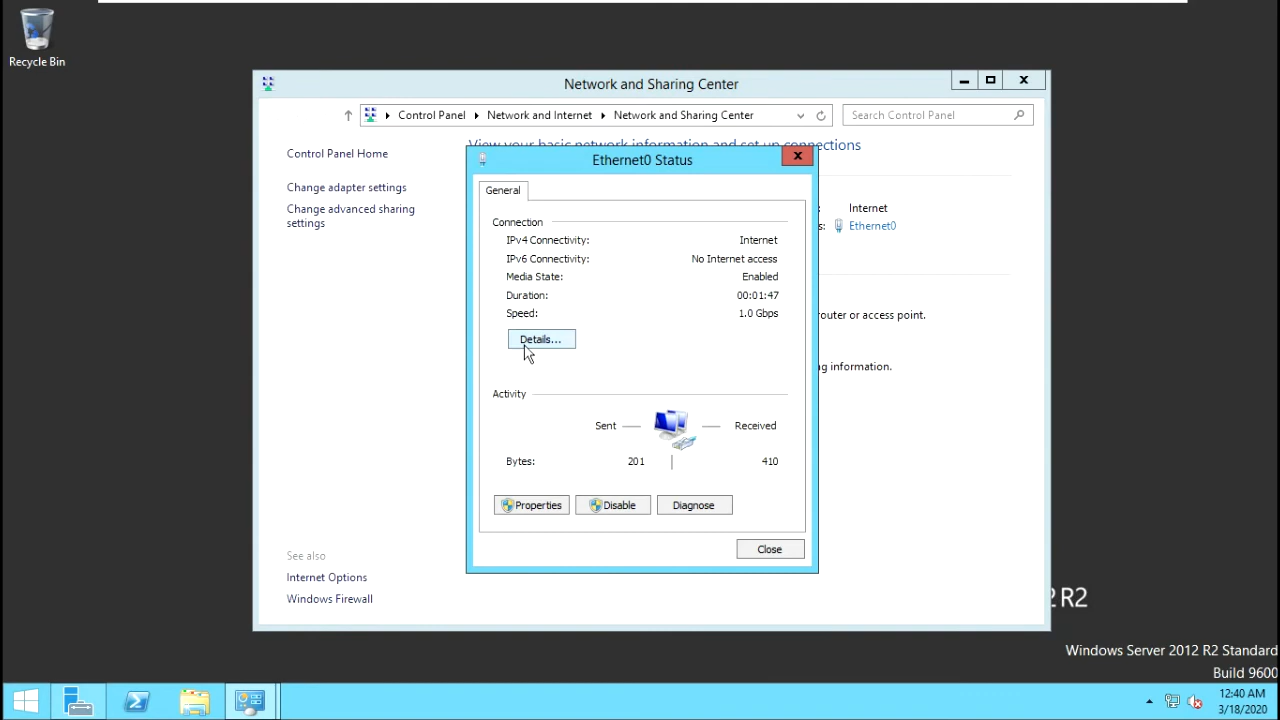 Recycle Bin
Network and Sharing Center
Control Panel Network and Internet Network and Sharing Center
Search Control Panel
Control Panel Home
Change adapter settings
Change advanced sharing
settings
See also
Internet Options
Windows Firewall
View your basic network information and set up connections
: Internet
s: Ethernet0
router or access point.
ng information.
Ethernet0 Status
General
Connection
IPv4 Connectivity: Internet
IPv6 Connectivity: No Internet access
Media State: Enabled
Duration: 00:01:47
Speed: 1.0 Gbps
Details...
Activity
Sent Received
Bytes: 201 410
Properties Disable Diagnose
Close
2 R2
Windows Server 2012 R2 Standard
Build 9600
12:40 AM
3/18/2020